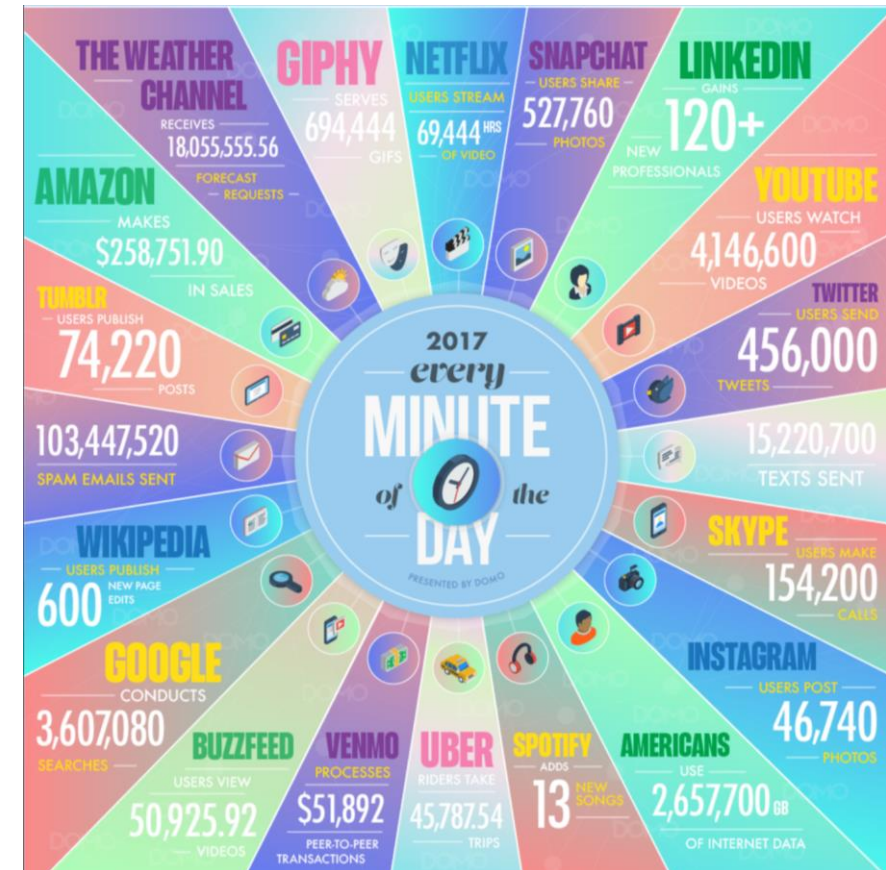 2017
every
MINUTE
of the
DAY
PRESENTED BY DOMO
THE WEATHER
CHANNEL
RECEIVES
18,055,555.56
FORECAST
REQUESTS
GIPHY
SERVES
694,444
GIFS
NETFLIX
USERS STREAM
69,444 HRS
OF VIDEO
SNAPCHAT
USERS SHARE
527,760
PHOTOS
LINKEDIN
GAINS
120+
NEW
PROFESSIONALS
YOUTUBE
USERS WATCH
4,146,600
VIDEOS
TWITTER
USERS SEND
456,000
TWEETS
15,220,700
TEXTS SENT
SKYPE
USERS MAKE
154,200
CALLS
INSTAGRAM
USERS POST
46,740
PHOTOS
AMERICANS
USE
2,657,700 GB
OF INTERNET DATA
SPOTIFY
ADDS
13 NEW
SONGS
UBER
RIDERS TAKE
45,787.54
TRIPS
VENMO
PROCESSES
$51,892
PEER-TO-PEER
TRANSACTIONS
BUZZFEED
USERS VIEW
50,925.92
VIDEOS
GOOGLE
CONDUCTS
3,607,080
SEARCHES
WIKIPEDIA
USERS PUBLISH
600 NEW PAGE
EDITS
103,447,520
SPAM EMAILS SENT
TUMBLR
USERS PUBLISH
74,220
POSTS
AMAZON
MAKES
$258,751.90
IN SALES